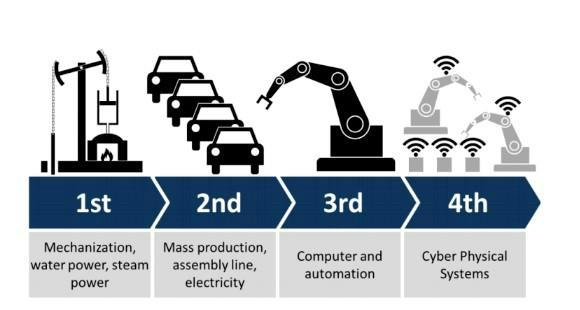 1st
2nd
3rd
4th
Mechanization,
water power, steam
power
Mass production,
assembly line,
electricity
Computer and
automation
Cyber Physical
Systems